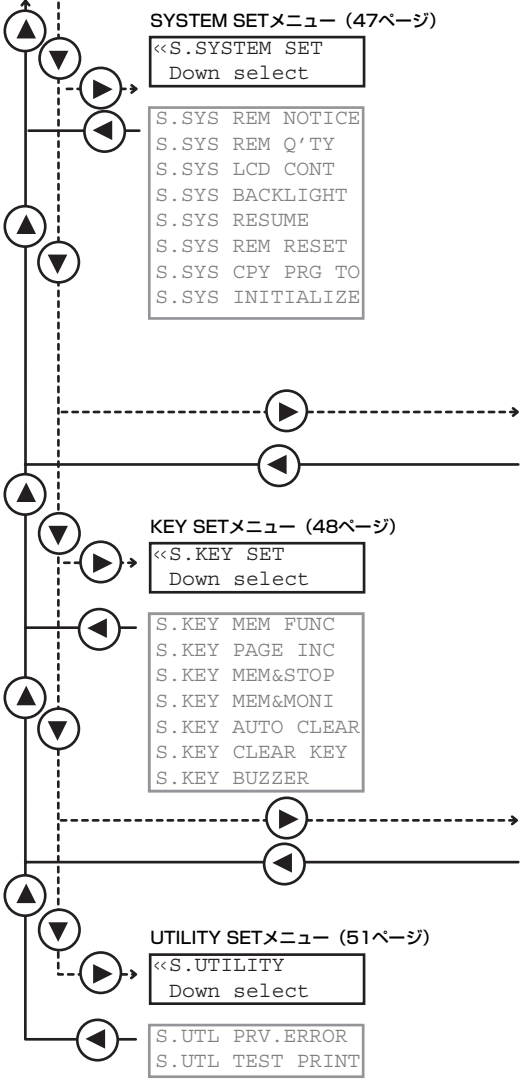 SYSTEM SETメニュー（47ページ）
«S.SYSTEM SET
Down select
S.SYS REM NOTICE
S.SYS REM Q'TY
S.SYS LCD CONT
S.SYS BACKLIGHT
S.SYS RESUME
S.SYS REM RESET
S.SYS CPY PRG TO
S.SYS INITIALIZE
KEY SETメニュー（48ページ）
«S.KEY SET
Down select
S.KEY MEM FUNC
S.KEY PAGE INC
S.KEY MEM&STOP
S.KEY MEM&MONI
S.KEY AUTO CLEAR
S.KEY CLEAR KEY
S.KEY BUZZER
UTILITY SETメニュー（51ページ）
«S.UTILITY
Down select
S.UTL PRV.ERROR
S.UTL TEST PRINT